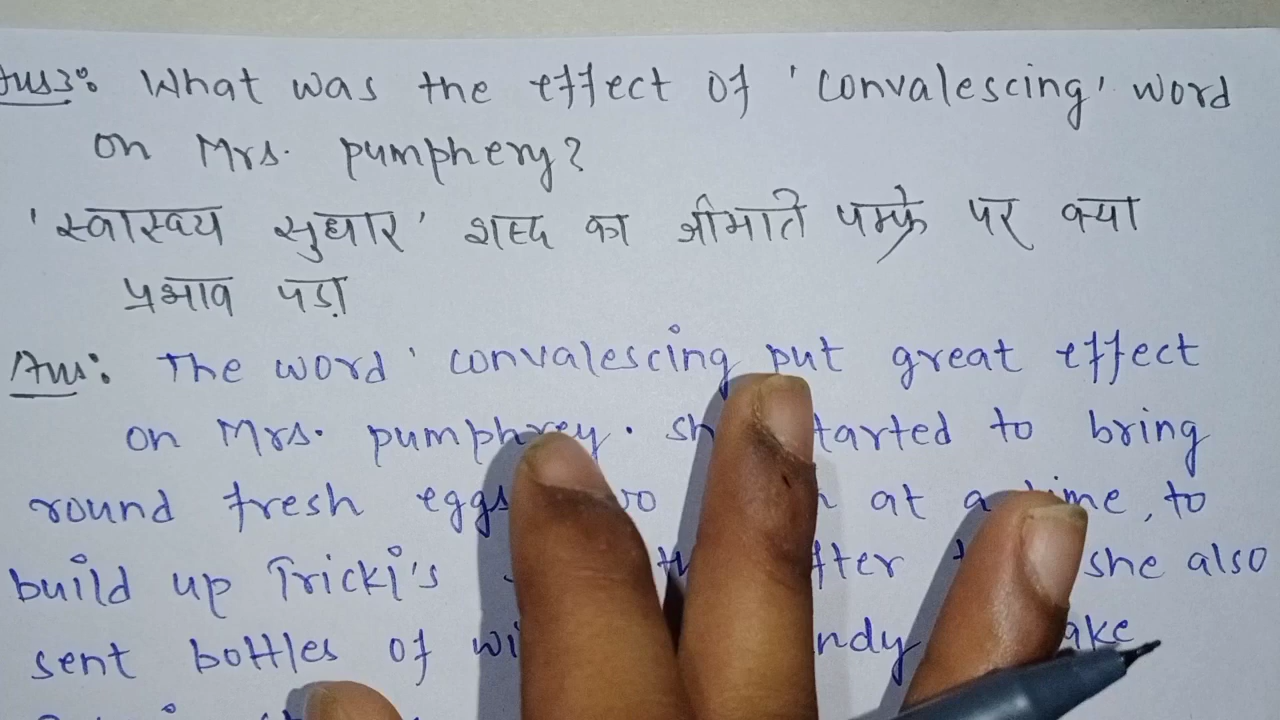 Ans3: What was the effect of 'convalescing' word
on Mrs. pumphery?
'स्वास्थ्य सुधार' शब्द का श्रीमति पम्फ्रे पर क्या
प्रभाव पड़ा
Ans: The word 'convalescing put great effect
on Mrs. pumphrey. started to bring
round fresh eggs at a time, to
build up Tricki's she also
sent bottles of